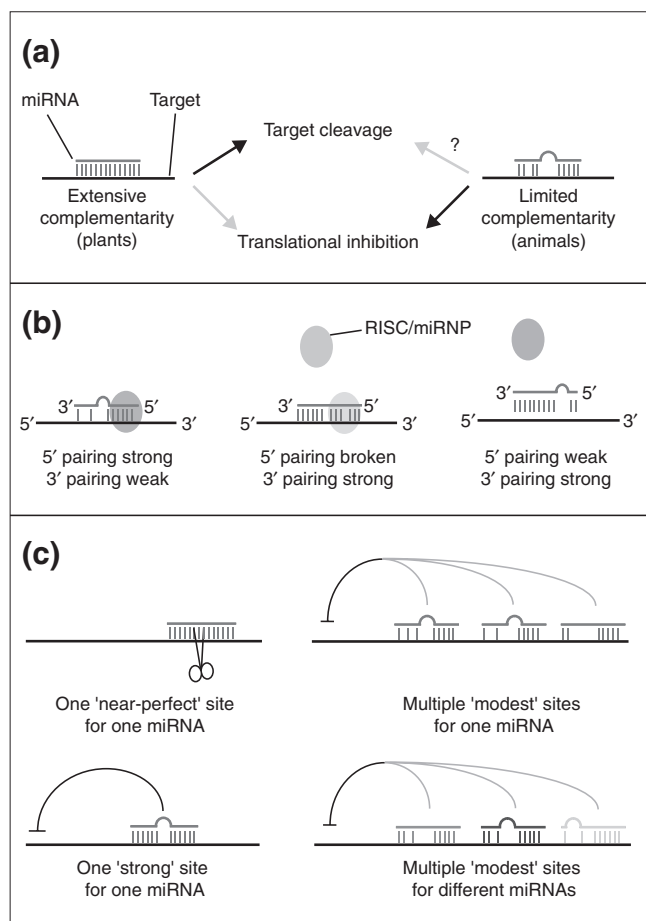 (a)
miRNA
Target
Target cleavage
?
Extensive
complementarity
(plants)
Limited
complementarity
(animals)
Translational inhibition
(b)
RISC/miRNP
3′ 5′
5′ 3′
5′ pairing strong
3′ pairing weak
3′ 5′
5′ 3′
5′ pairing broken
3′ pairing strong
3′ 5′
5′ 3′
5′ pairing weak
3′ pairing strong
(c)
One 'near-perfect' site
for one miRNA
Multiple 'modest' sites
for one miRNA
One 'strong' site
for one miRNA
Multiple 'modest' sites
for different miRNAs